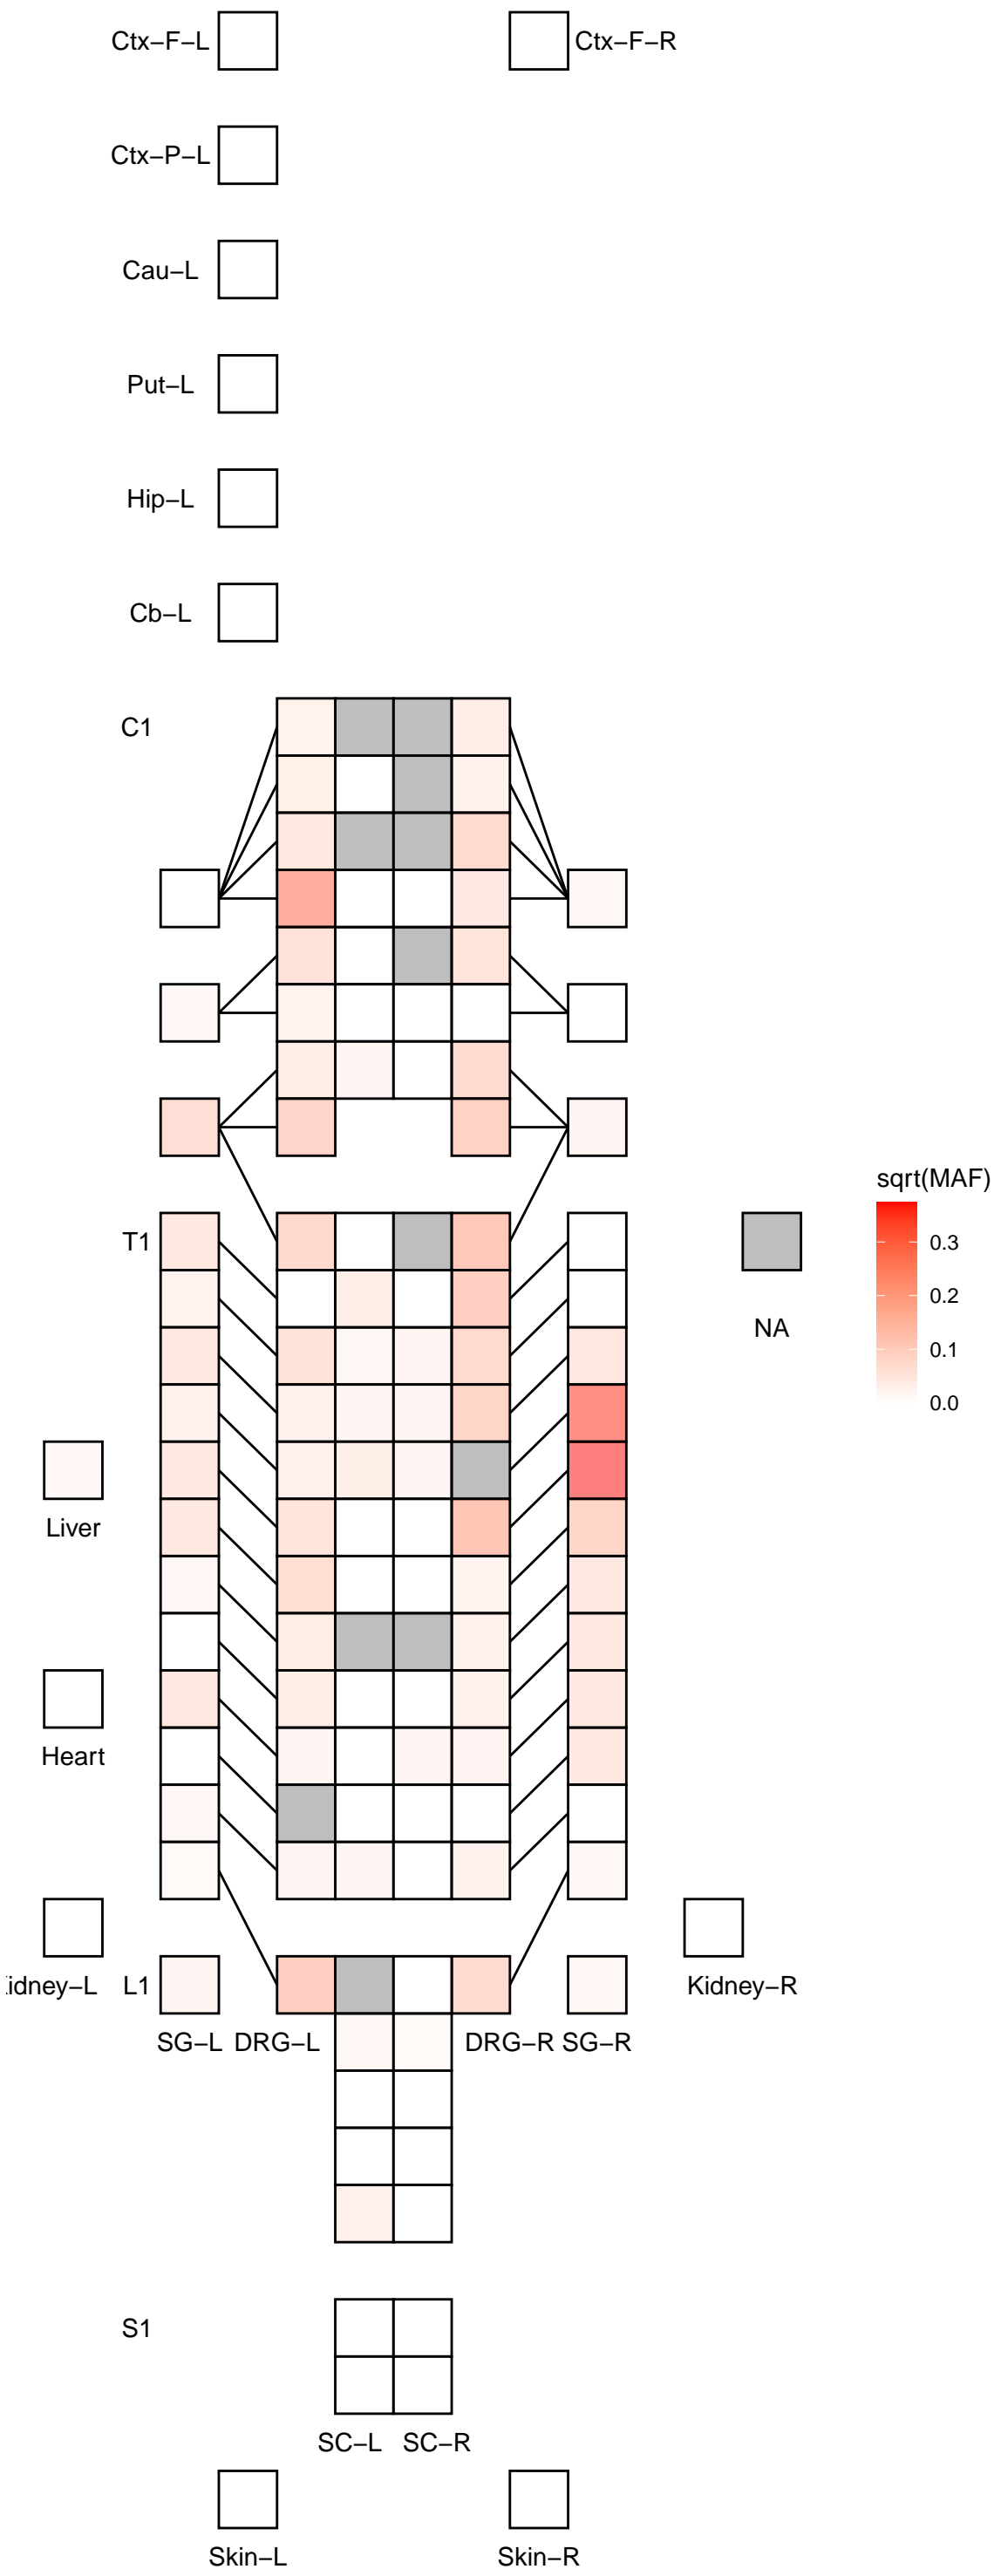 Ctx−F−L
Ctx−F−R
Ctx−P−L
Cau−L
Put−L
Hip−L
Cb−L
C1
sqrt(MAF)
T1
0.3
0.2
NA
0.1
0.0
Liver
Heart
idney−L
L1
Kidney−R
SG−L
DRG−L
DRG−R
SG−R
S1
SC−L
SC−R
Skin−L
Skin−R